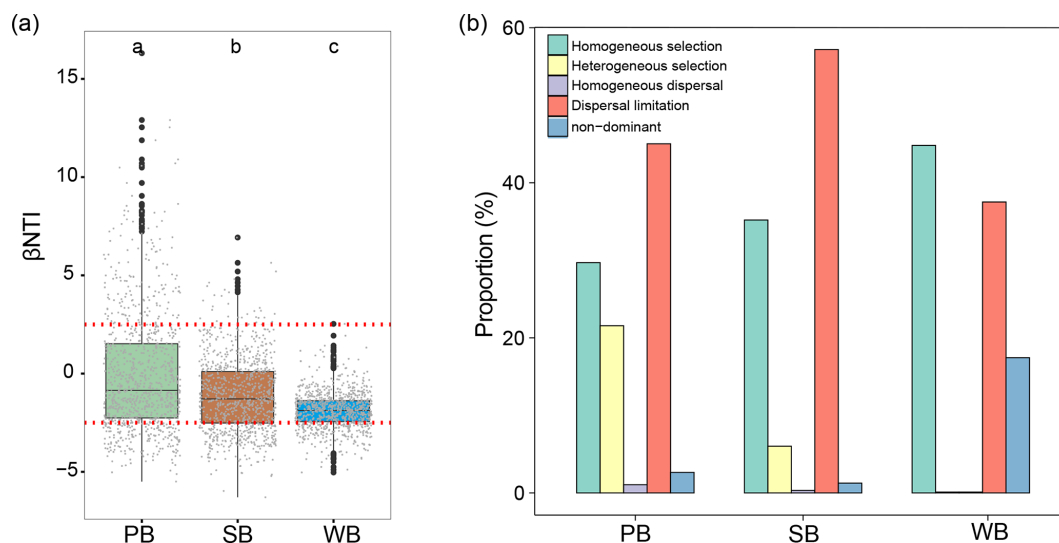 (a)
a b c
15
10
5
0
−5
βNTI
PB SB WB
(b)
60
40
20
0
Proportion (%)
Homogeneous selection
Heterogeneous selection
Homogeneous dispersal
Dispersal limitation
non−dominant
PB SB WB